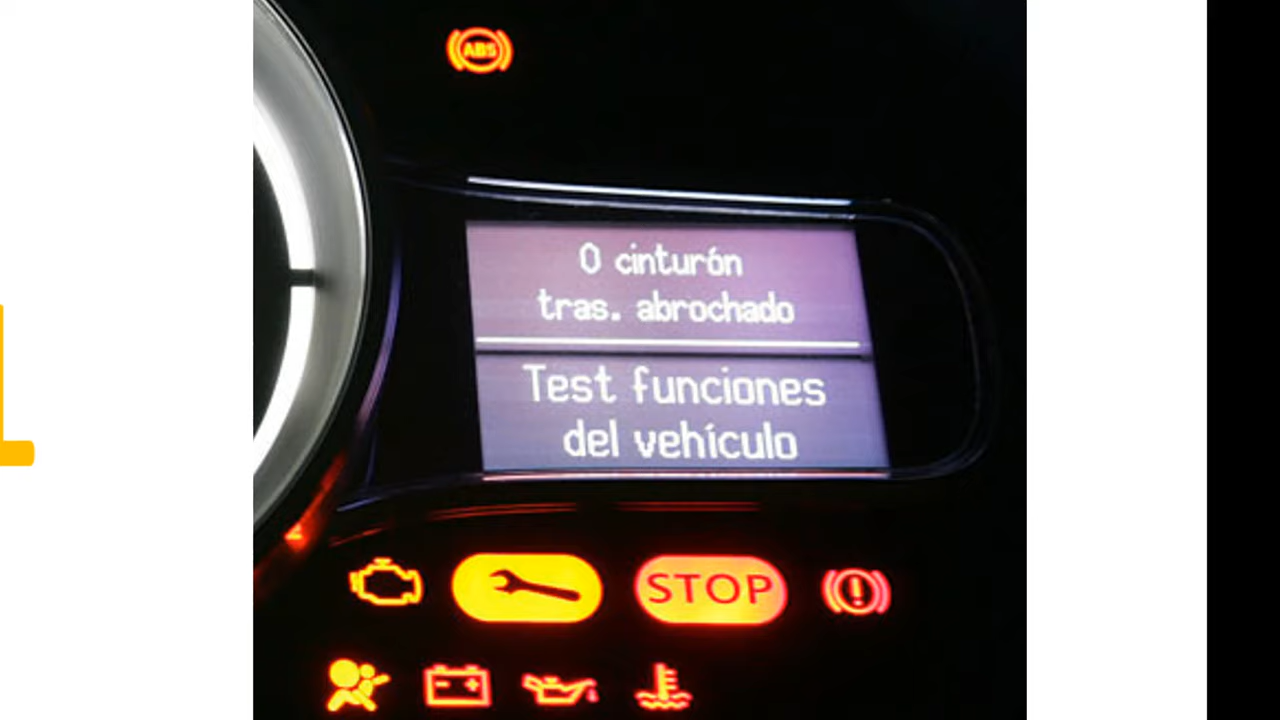 ABS
0 cinturón
tras. abrochado
Test funciones
del vehículo
STOP